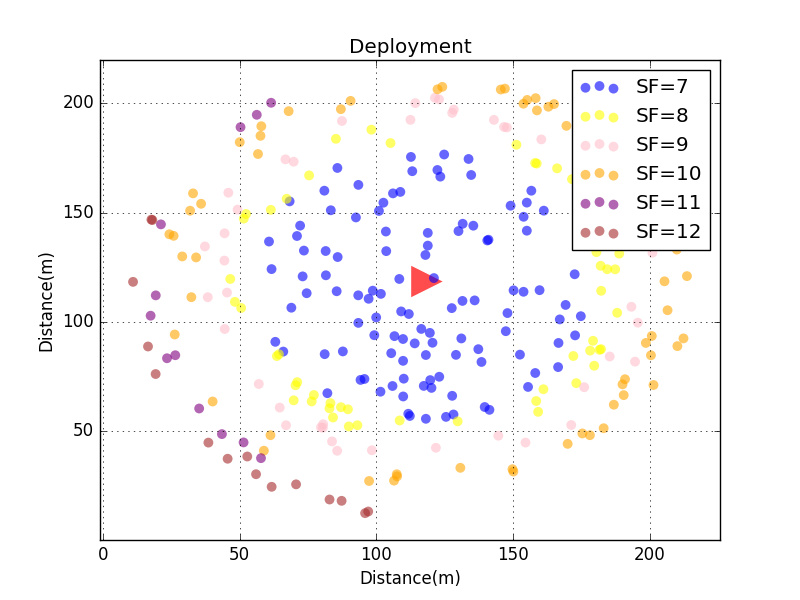 Deployment
SF=7
SF=8
SF=9
SF=10
SF=11
SF=12
Distance(m)
200
150
100
50
0 50 100 150 200
Distance(m)